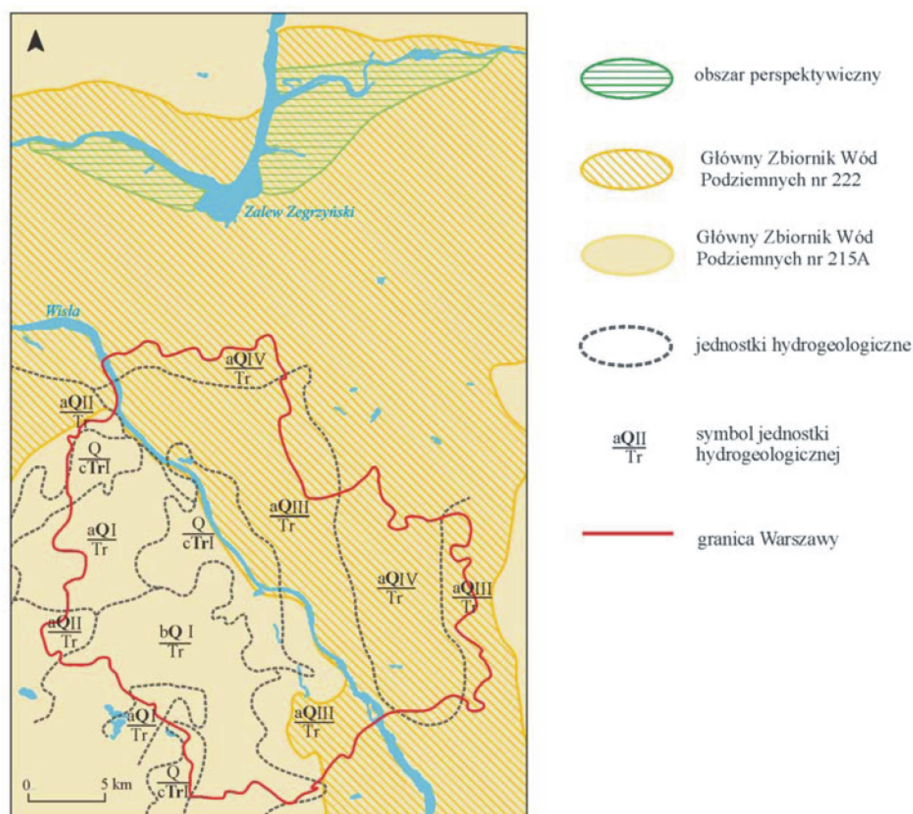 Zalew Zegrzyński
Wisła
aQIV
Tr
aQII
Tr
Q
cTrI
aQIII
Tr
aQI
Tr
Q
cTrI
aQIV
Tr
aQIII
Tr
aQII
Tr
bQ I
Tr
aQI
Tr
aQIII
Tr
Q
cTrI
0 5 km
obszar perspektywiczny
Główny Zbiornik Wód
Podziemnych nr 222
Główny Zbiornik Wód
Podziemnych nr 215A
jednostki hydrogeologiczne
aQII
Tr
symbol jednostki
hydrogeologicznej
granica Warszawy